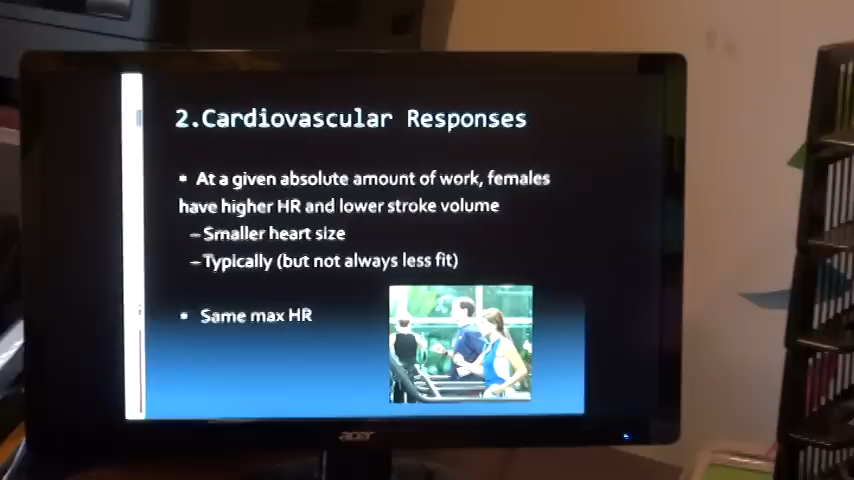 2.Cardiovascular Responses
▪ At a given absolute amount of work, females
have higher HR and lower stroke volume
–Smaller heart size
–Typically (but not always less fit)
▪ Same max HR
acer